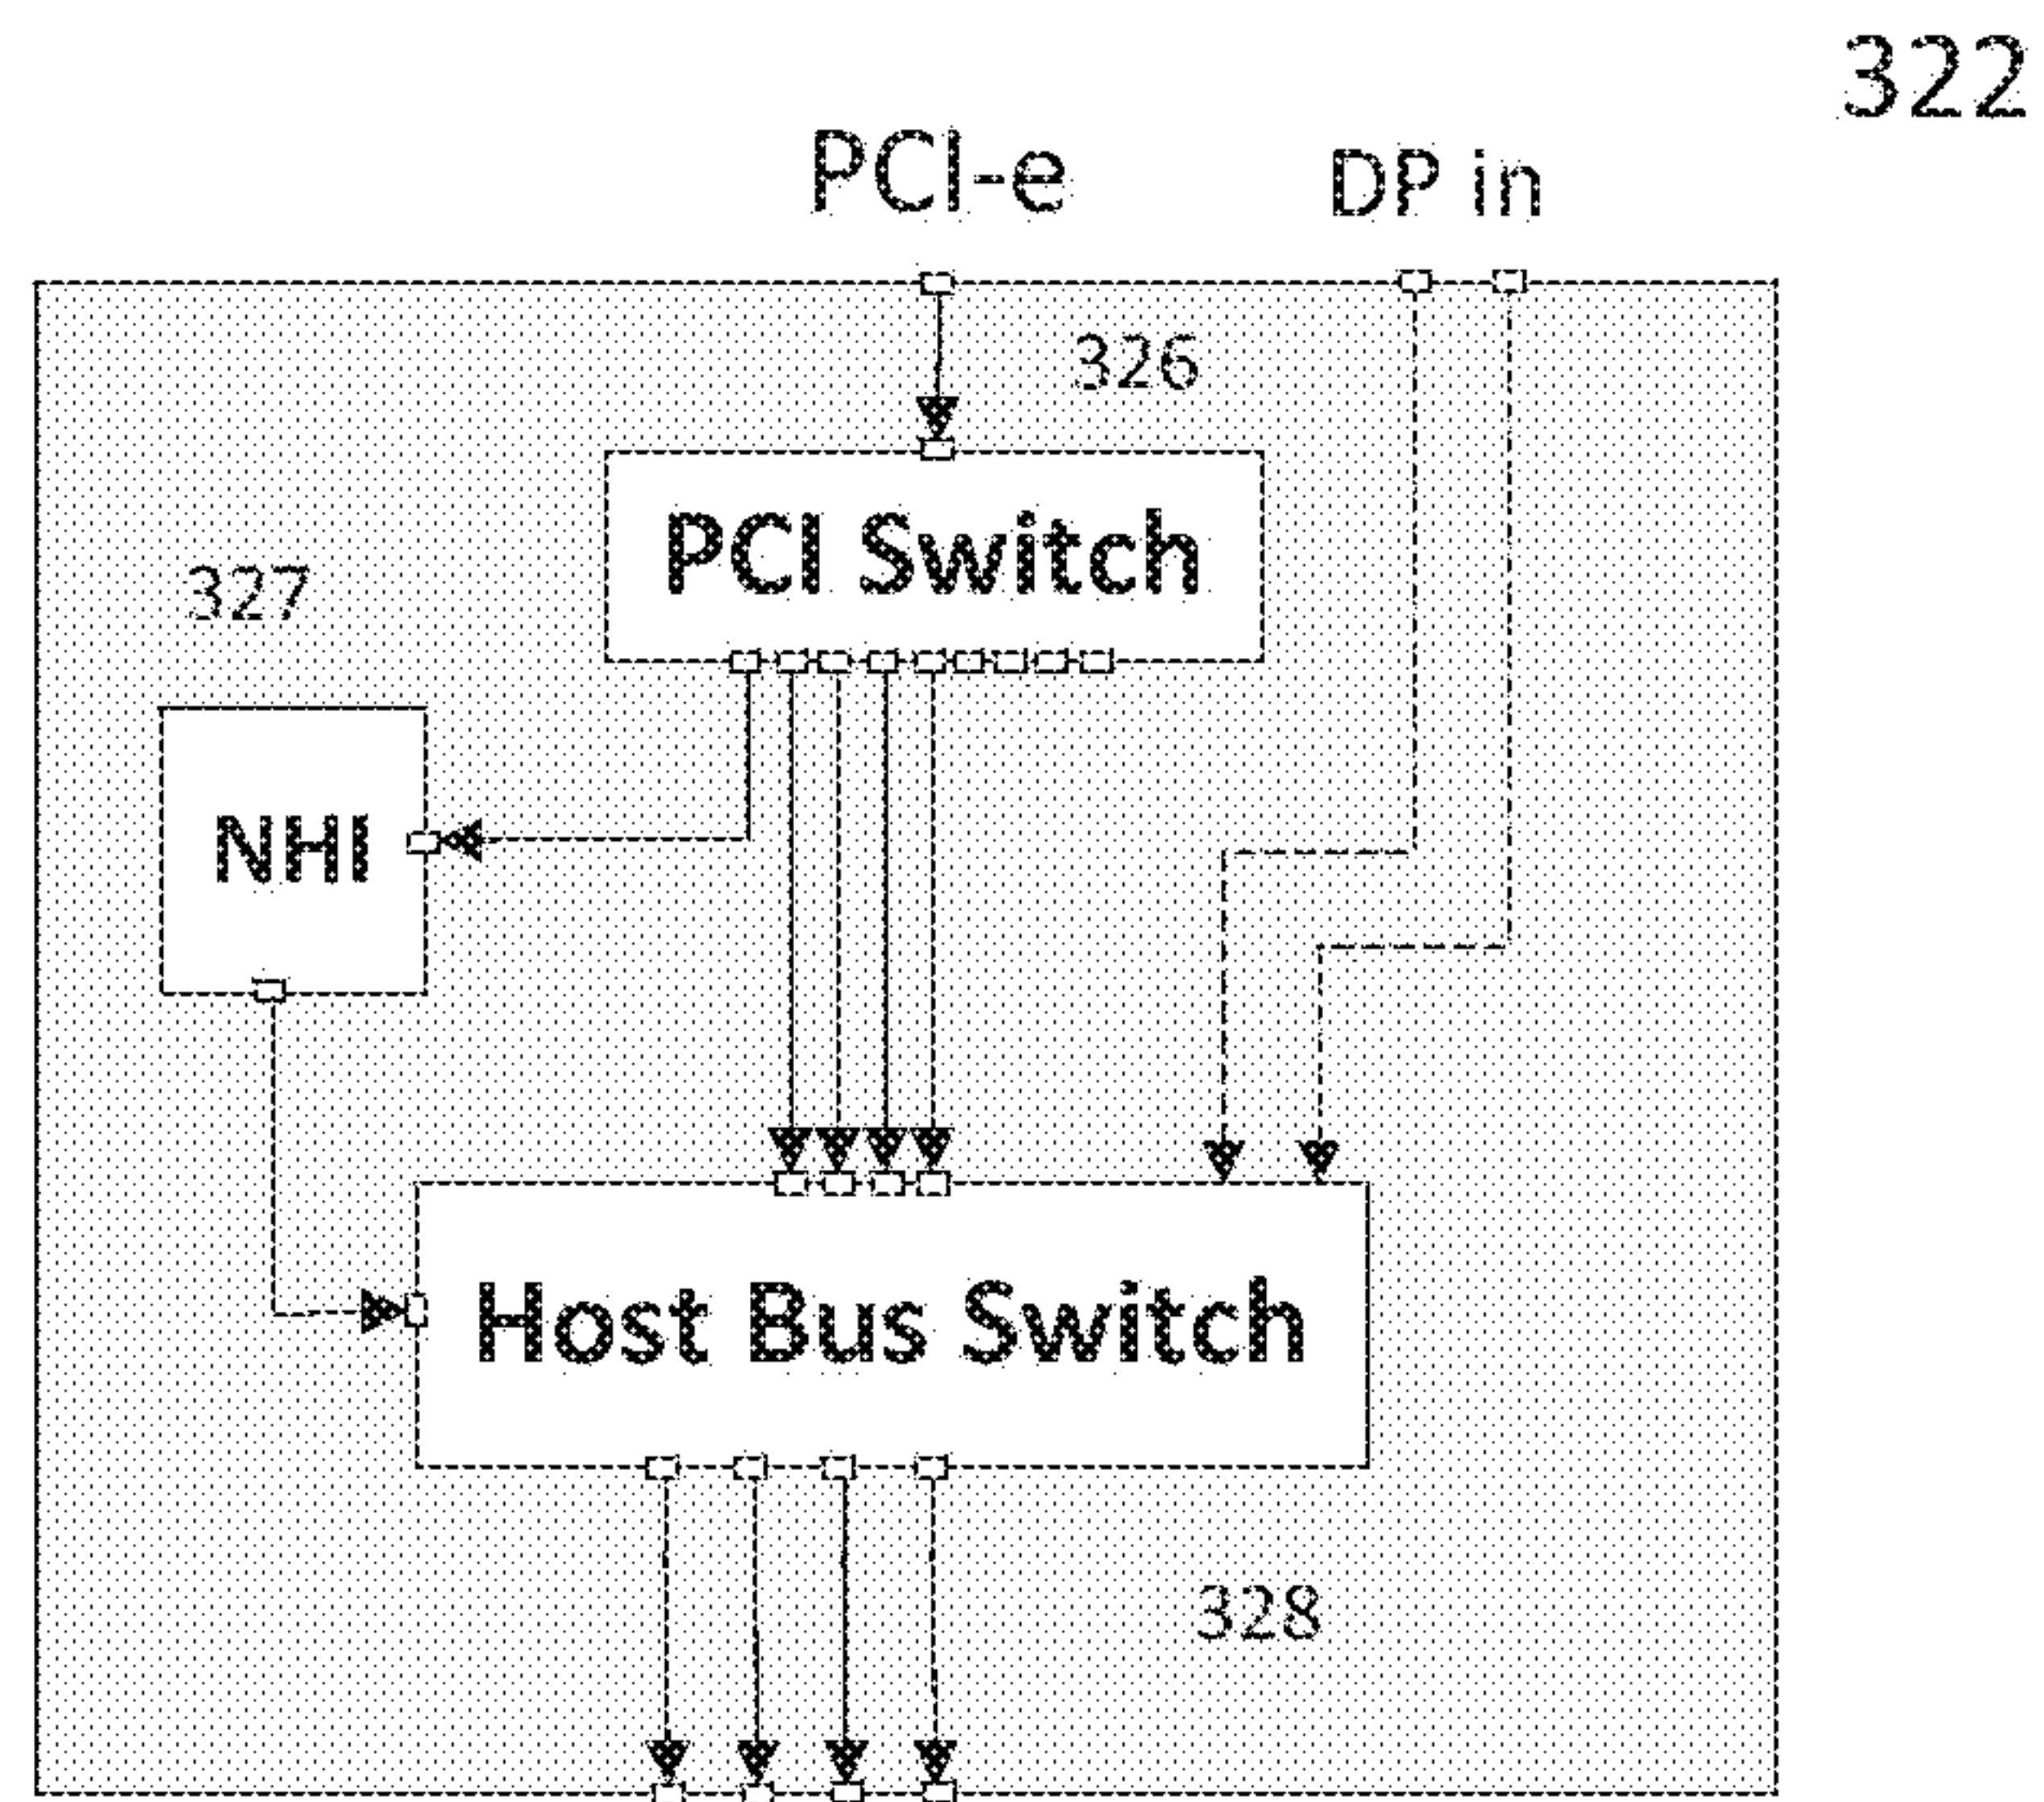 322
PCI-e
DP in
326
PCI Switch
327
NHI
Host Bus Switch
328